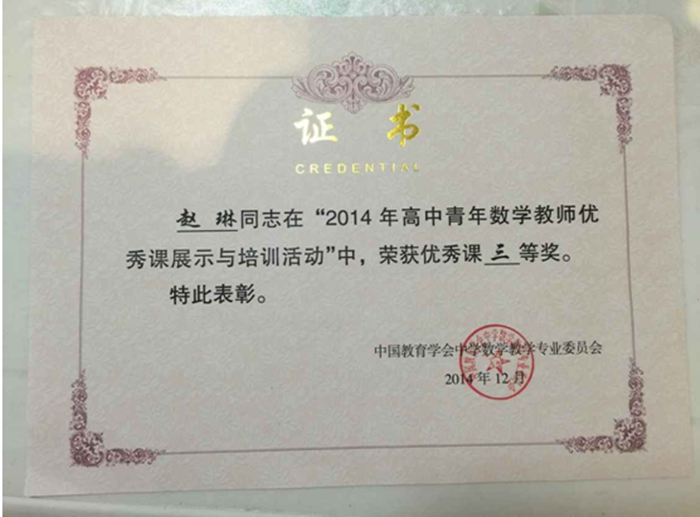 证 书
CREDENTIAL
赵 琳同志在“2014年高中青年数学教师优
秀课展示与培训活动”中，荣获优秀课三等奖。
特此表彰。
中国教育学会中学数学教学专业委员会
2014年12月